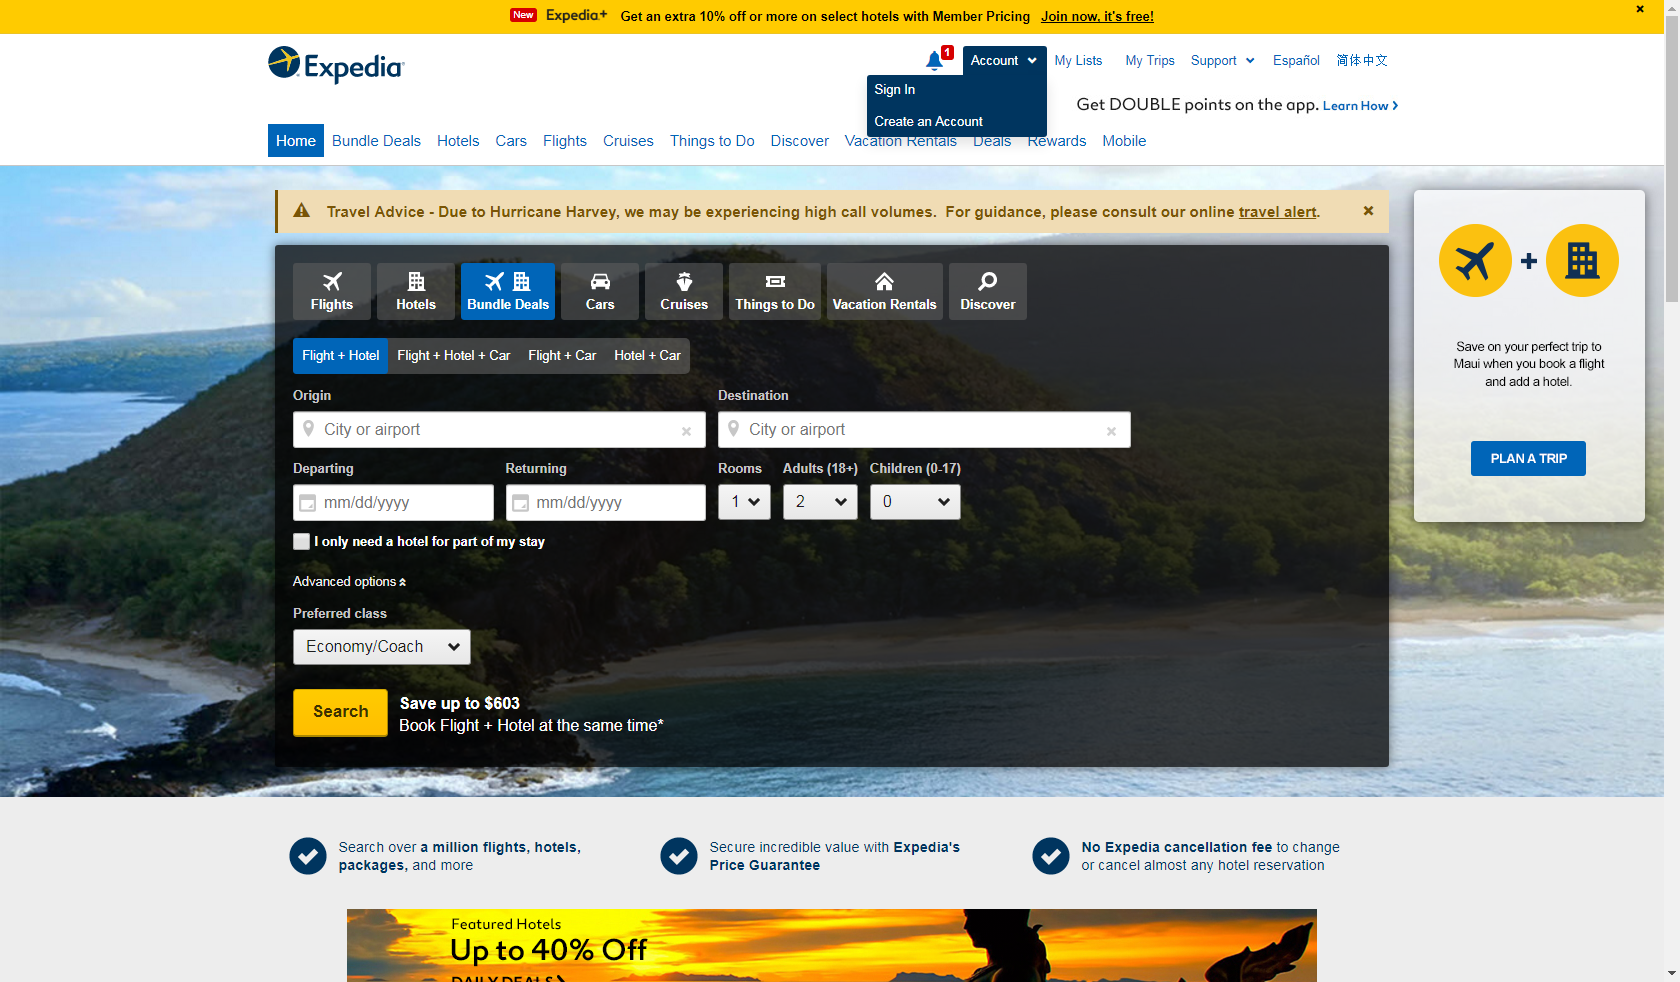 New Expedia+ Get an extra 10% off or more on select hotels with Member Pricing Join now, it's free!
Expedia
1 Account My Lists My Trips Support Español 简体中文
Sign In
Create an Account
Get DOUBLE points on the app. Learn How
Home Bundle Deals Hotels Cars Flights Cruises Things to Do Discover Vacation Rentals Deals Rewards Mobile
Travel Advice - Due to Hurricane Harvey, we may be experiencing high call volumes. For guidance, please consult our online travel alert.
Flights Hotels Bundle Deals Cars Cruises Things to Do Vacation Rentals Discover
Flight + Hotel Flight + Hotel + Car Flight + Car Hotel + Car
Origin Destination
City or airport City or airport
Departing Returning Rooms Adults (18+) Children (0-17)
mm/dd/yyyy mm/dd/yyyy 1 2 0
I only need a hotel for part of my stay
Advanced options
Preferred class
Economy/Coach
Search
Save up to $603
Book Flight + Hotel at the same time*
Save on your perfect trip to
Maui when you book a flight
and add a hotel.
PLAN A TRIP
Search over a million flights, hotels,
packages, and more
Secure incredible value with Expedia's
Price Guarantee
No Expedia cancellation fee to change
or cancel almost any hotel reservation
Featured Hotels
Up to 40% Off
DAILY DEALS